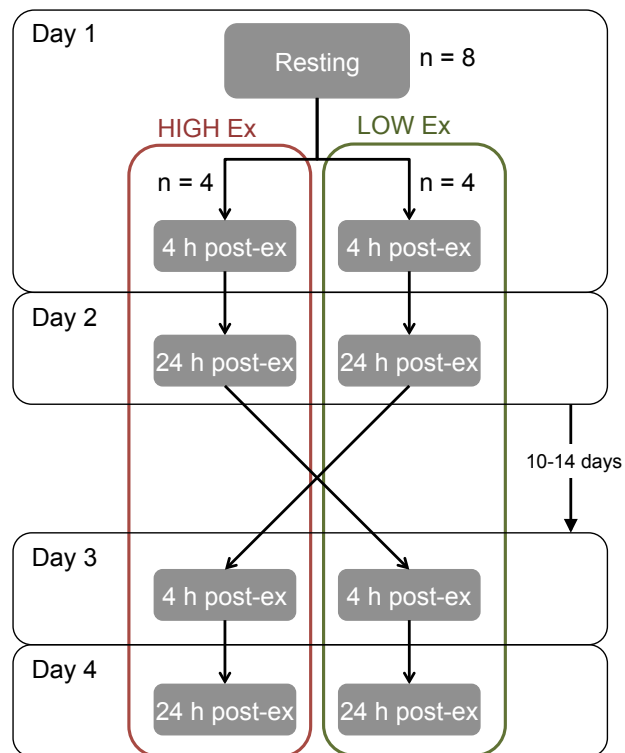 Day 1
Resting
n = 8
HIGH Ex
LOW Ex
n = 4
n = 4
4 h post-ex
4 h post-ex
Day 2
24 h post-ex
24 h post-ex
10-14 days
Day 3
4 h post-ex
4 h post-ex
Day 4
24 h post-ex
24 h post-ex